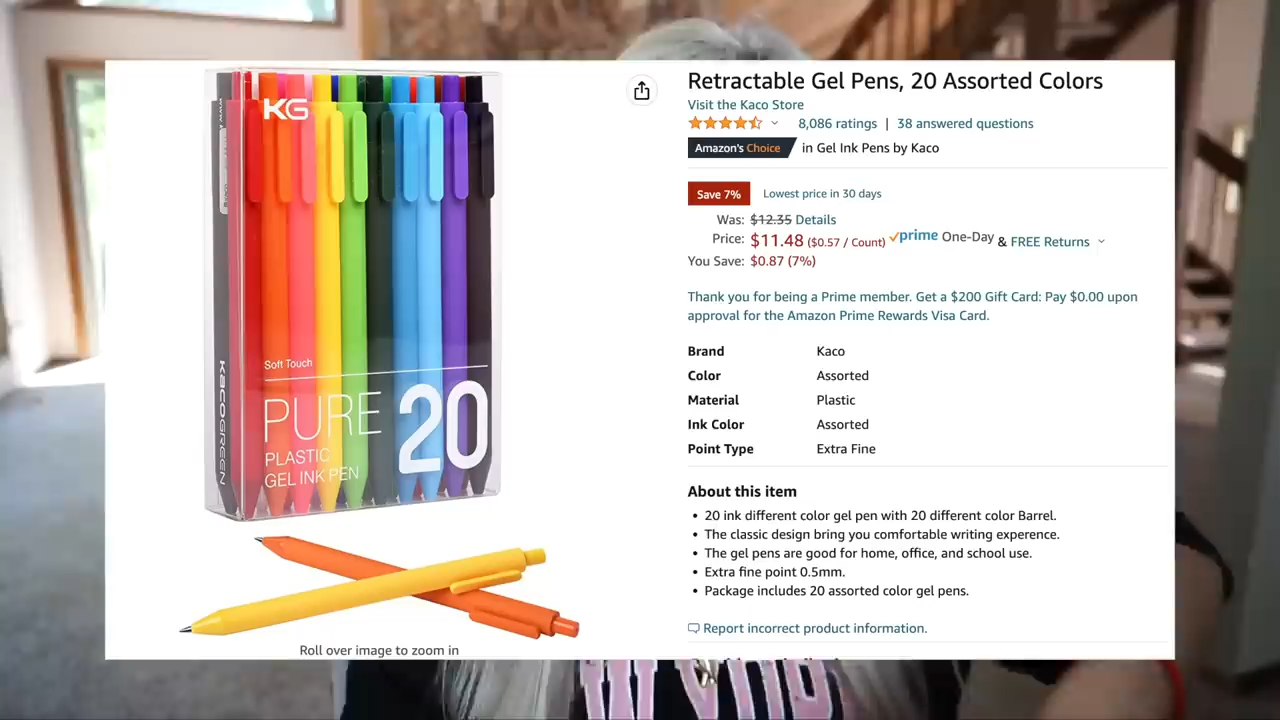 KG
Soft Touch
PURE 20
PLASTIC
GEL INK PEN
KACOGREEN
Roll over image to zoom in
Retractable Gel Pens, 20 Assorted Colors
Visit the Kaco Store
8,086 ratings | 38 answered questions
Amazon's Choice in Gel Ink Pens by Kaco
Save 7% Lowest price in 30 days
Was: $12.35 Details
Price: $11.48 ($0.57 / Count) prime One-Day & FREE Returns
You Save: $0.87 (7%)
Thank you for being a Prime member. Get a $200 Gift Card: Pay $0.00 upon
approval for the Amazon Prime Rewards Visa Card.
Brand Kaco
Color Assorted
Material Plastic
Ink Color Assorted
Point Type Extra Fine
About this item
• 20 ink different color gel pen with 20 different color Barrel.
• The classic design bring you comfortable writing experence.
• The gel pens are good for home, office, and school use.
• Extra fine point 0.5mm.
• Package includes 20 assorted color gel pens.
Report incorrect product information.